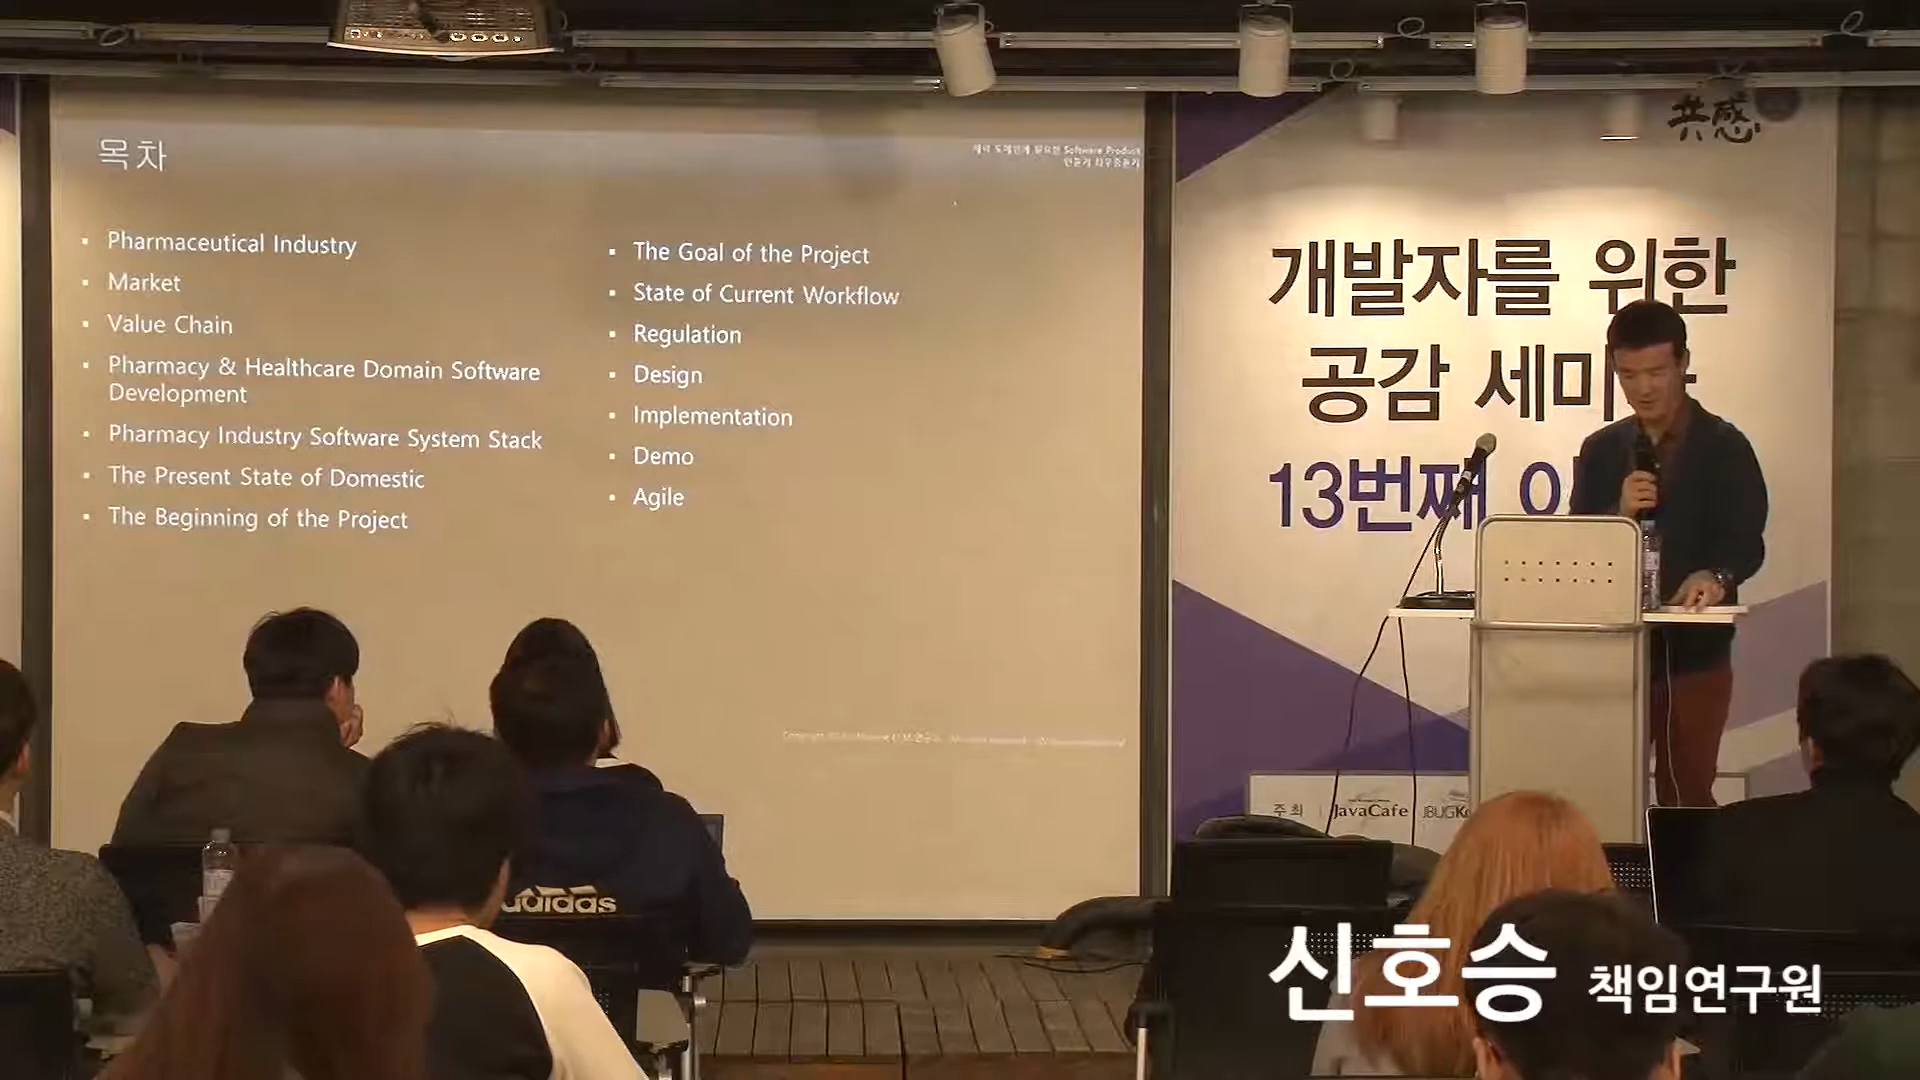 목차
Software Product
Pharmaceutical Industry
Market
Value Chain
Pharmacy & Healthcare Domain Software
Development
Pharmacy Industry Software System Stack
The Present State of Domestic
The Beginning of the Project
The Goal of the Project
State of Current Workflow
Regulation
Design
Implementation
Demo
Agile
共感
개발자를 위한
공감 세미
13번째
주최 JavaCafe JBUG
adidas
신호승 책임연구원